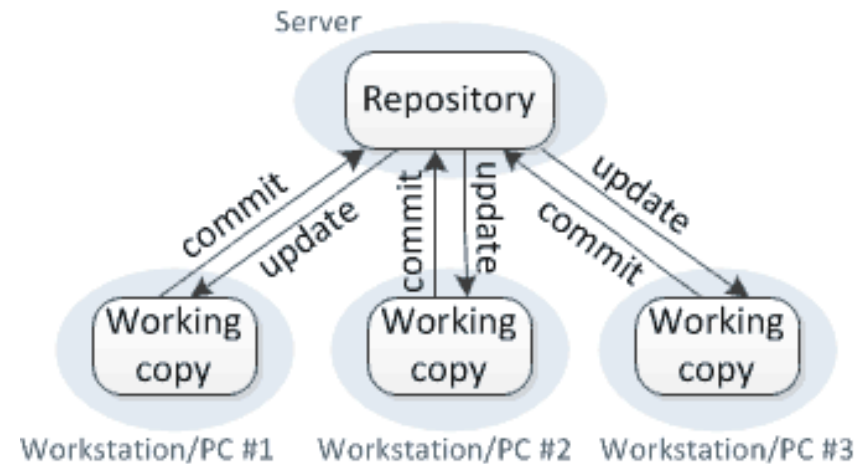 Server
Repository
commit
update
commit
update
update
commit
Working
copy
Working
copy
Working
copy
Workstation/PC #1
Workstation/PC #2
Workstation/PC #3